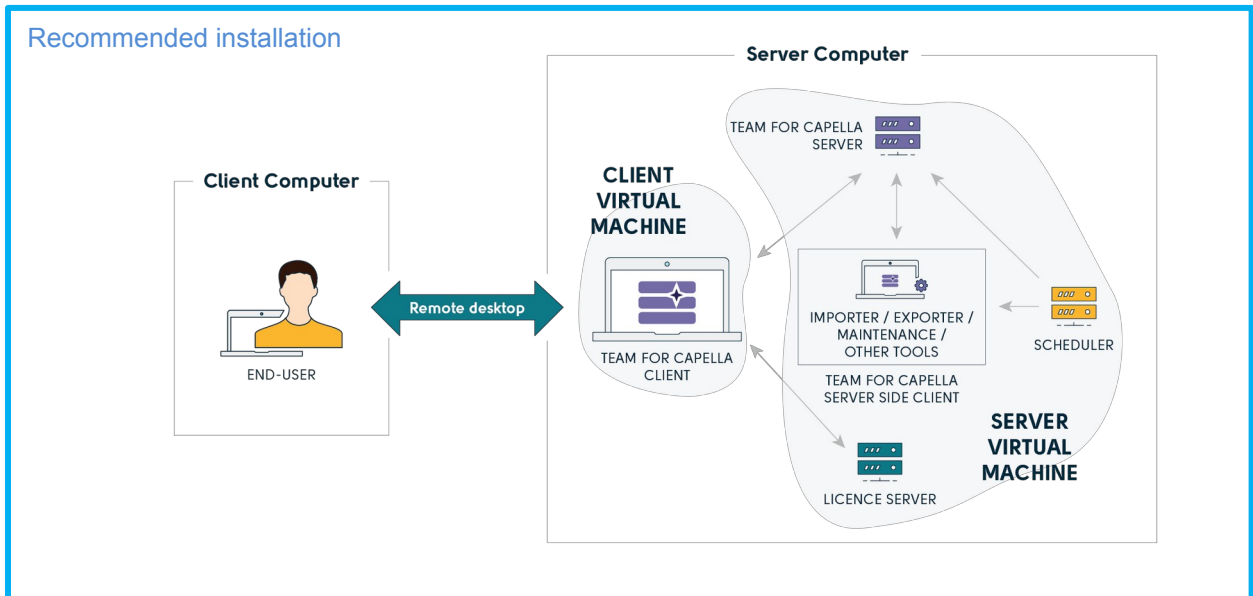 Recommended installation
Server Computer
TEAM FOR CAPELLA
SERVER
Client Computer
CLIENT
VIRTUAL
MACHINE
Remote desktop
END-USER
TEAM FOR CAPELLA
CLIENT
IMPORTER / EXPORTER /
MAINTENANCE /
OTHER TOOLS
SCHEDULER
TEAM FOR CAPELLA
SERVER SIDE CLIENT
SERVER
VIRTUAL
MACHINE
LICENCE SERVER